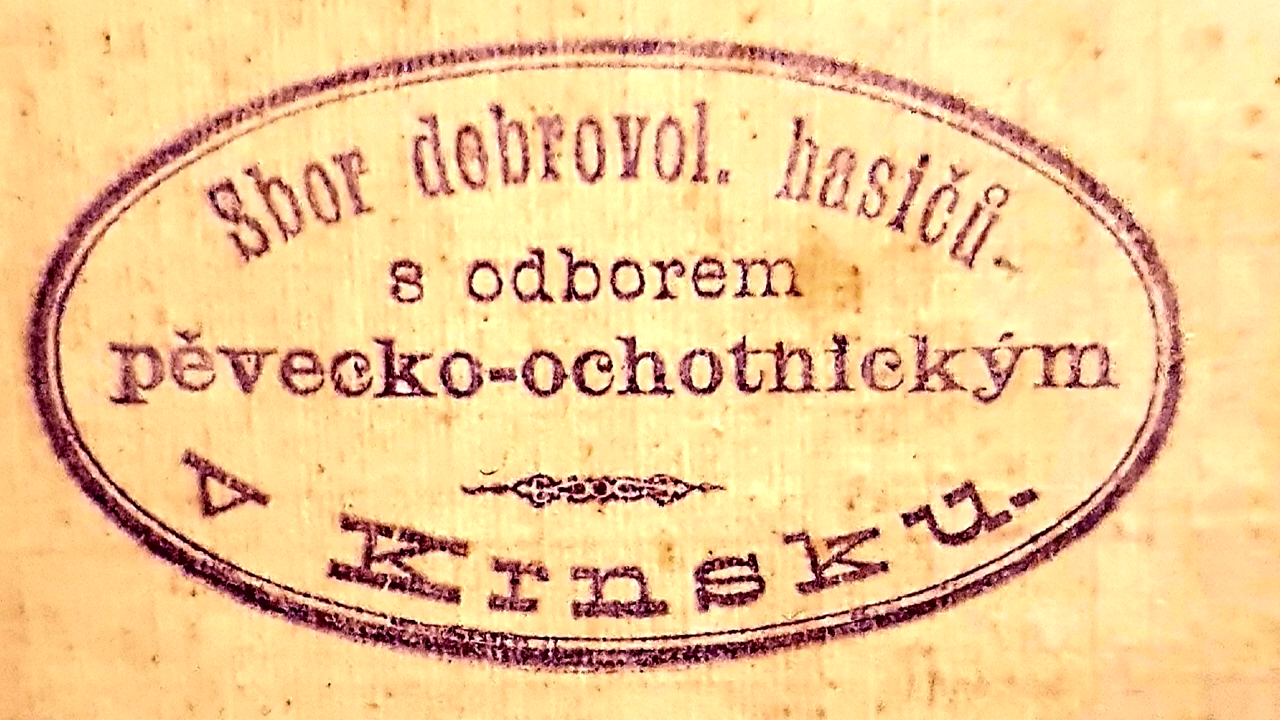 Sbor dobrovol. hasičů-
s odborem
pěvecko-ochotnickým
v Krnsku.